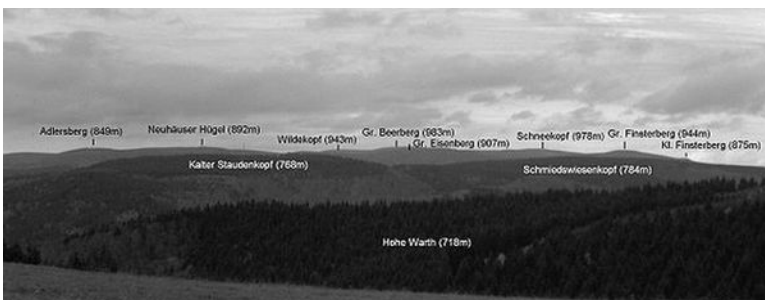 Adlersberg (849m)
Neuhäuser Hügel (892m)
Wildekopf (943m)
Gr. Beerberg (983m)
Gr. Eisenberg (907m)
Schneekopf (978m)
Gr. Finsterberg (944m)
Kl. Finsterberg (875m)
Kalter Staudenkopf (768m)
Schmiedswiesenkopf (784m)
Hohe Warth (718m)